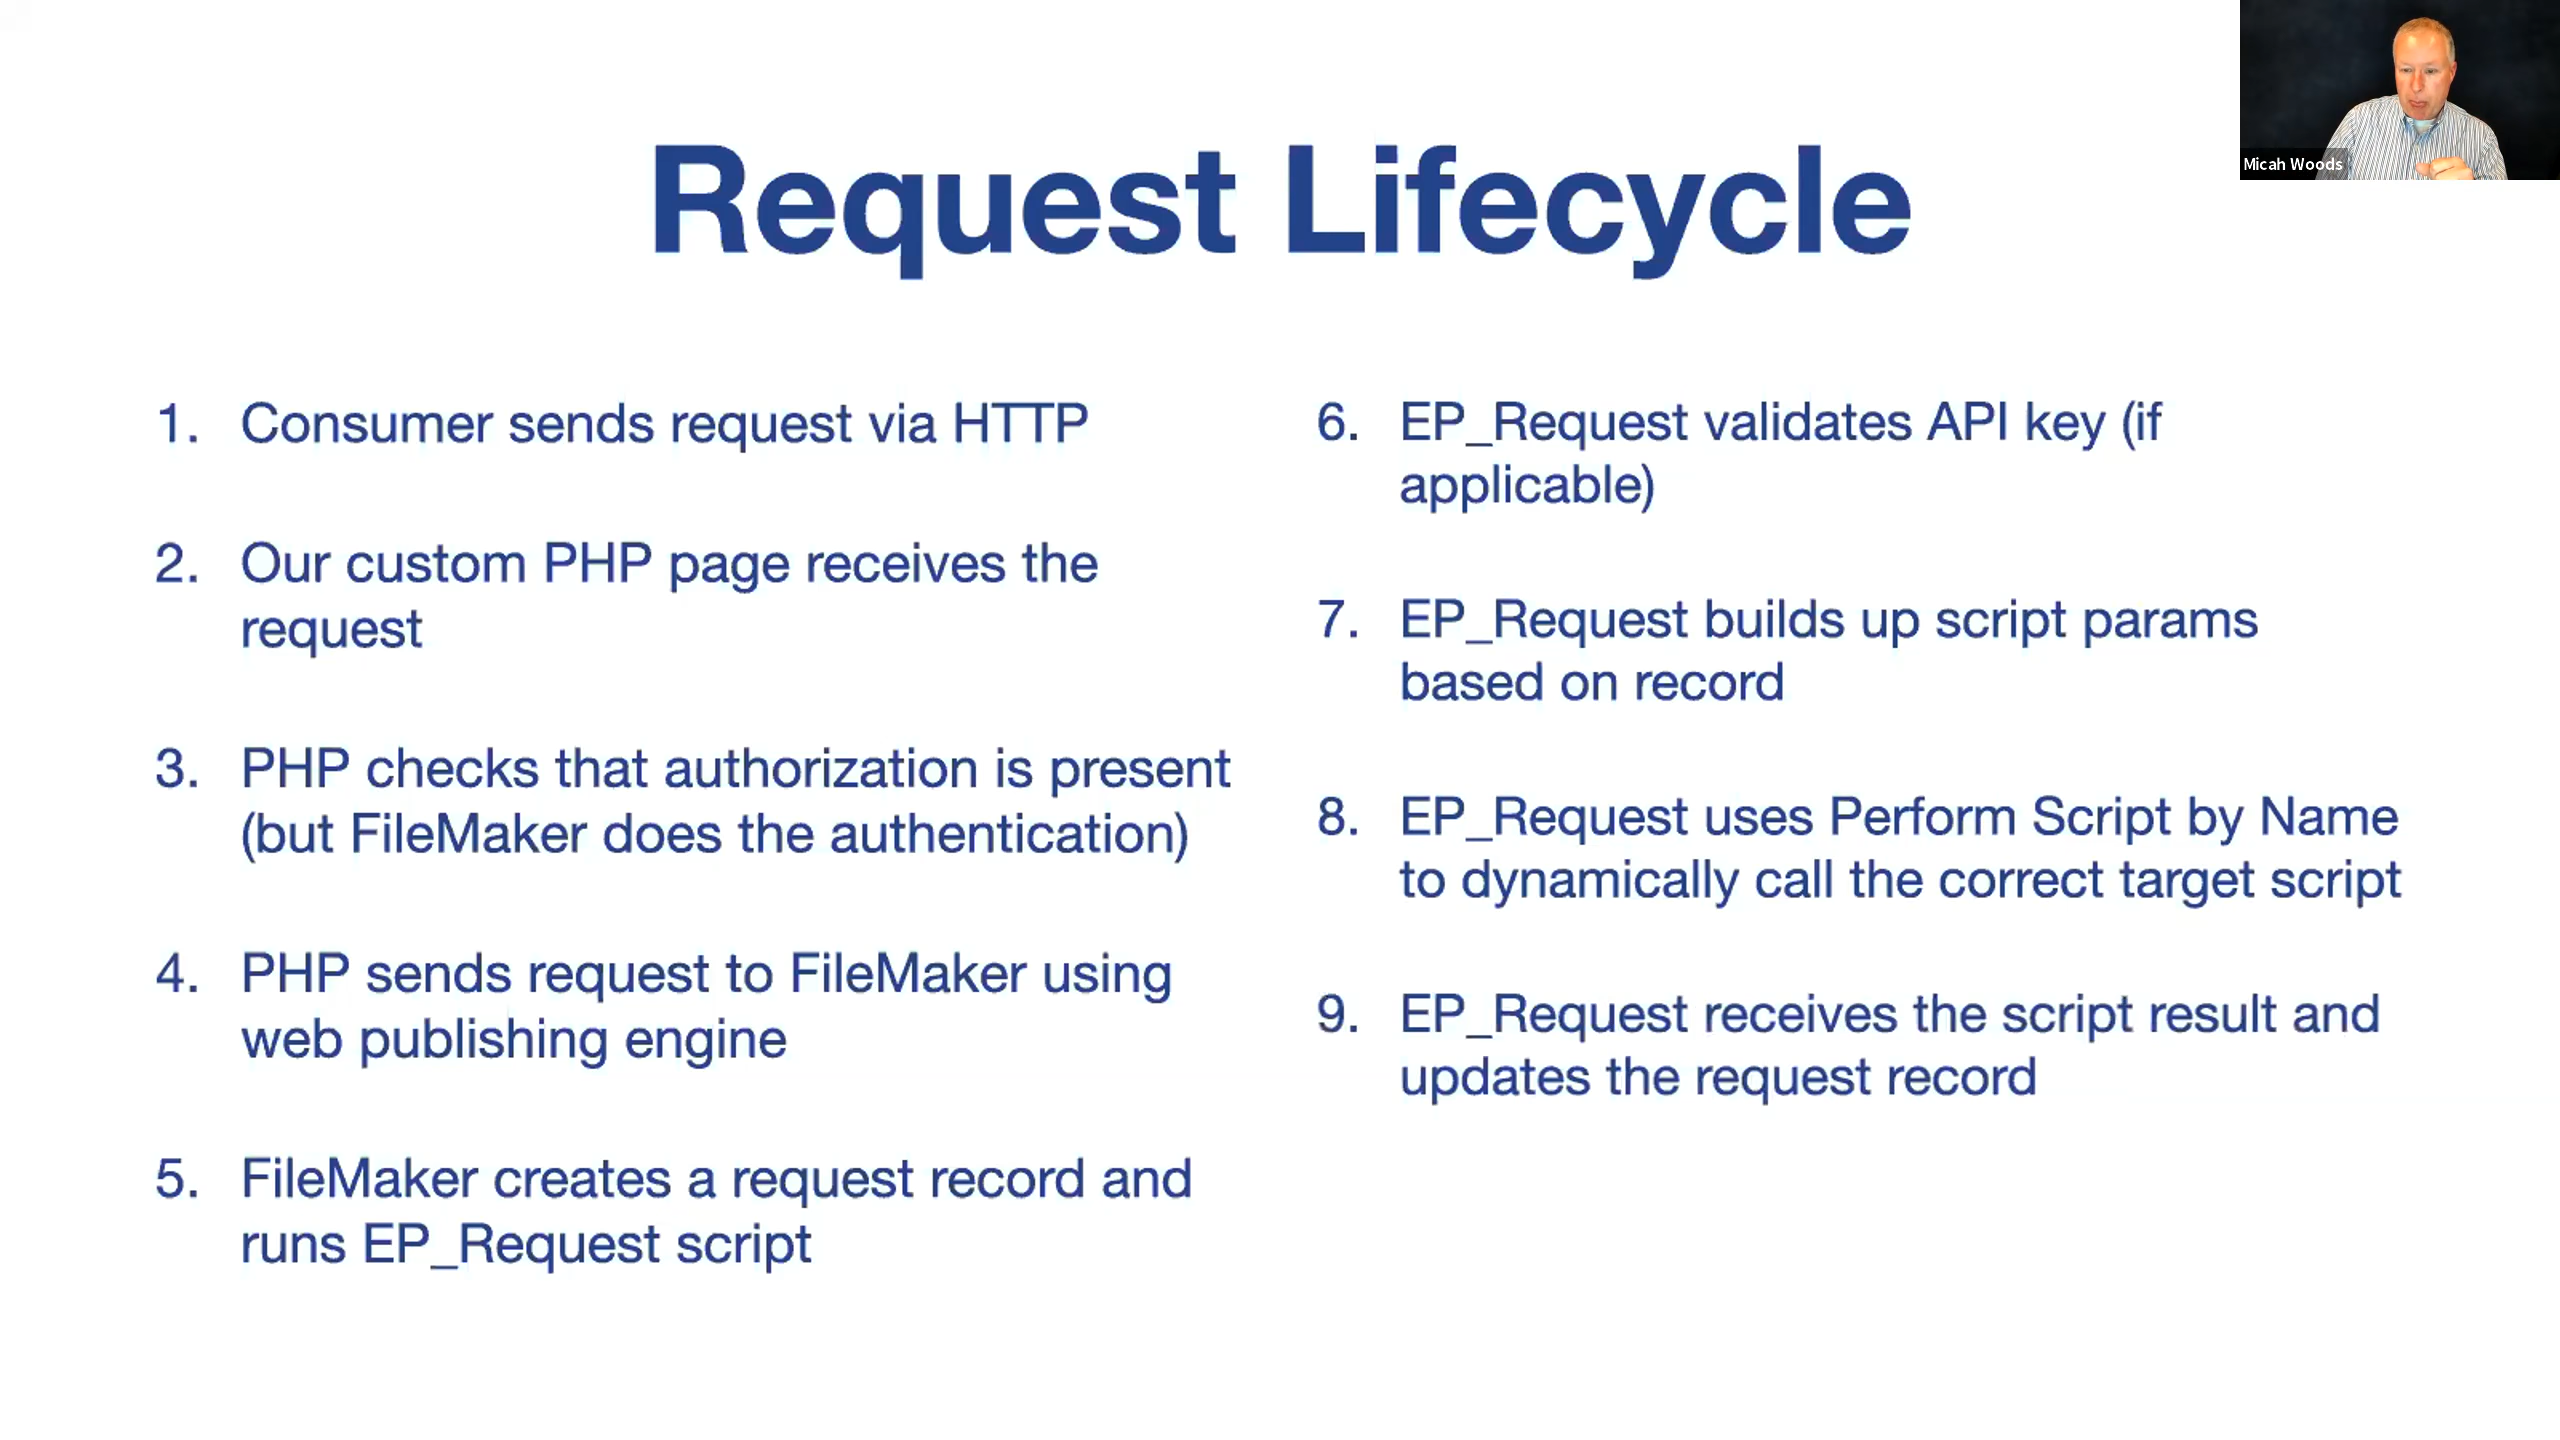 Request Lifecycle
1. Consumer sends request via HTTP
2. Our custom PHP page receives the
request
3. PHP checks that authorization is present
(but FileMaker does the authentication)
4. PHP sends request to FileMaker using
web publishing engine
5. FileMaker creates a request record and
runs EP_Request script
6. EP_Request validates API key (if
applicable)
7. EP_Request builds up script params
based on record
8. EP_Request uses Perform Script by Name
to dynamically call the correct target script
9. EP_Request receives the script result and
updates the request record
Micah Woods